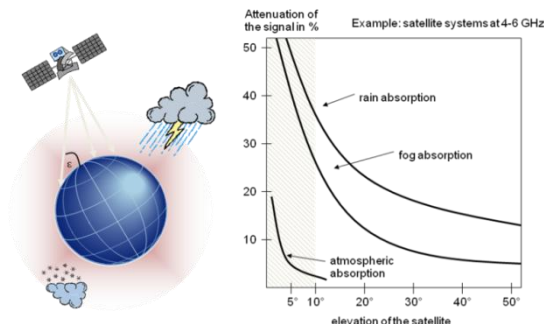 Attenuation of
the signal in %
Example: satellite systems at 4-6 GHz
50
40
30
20
10
rain absorption
fog absorption
atmospheric
absorption
ε
5° 10° 20° 30° 40° 50°
elevation of the satellite